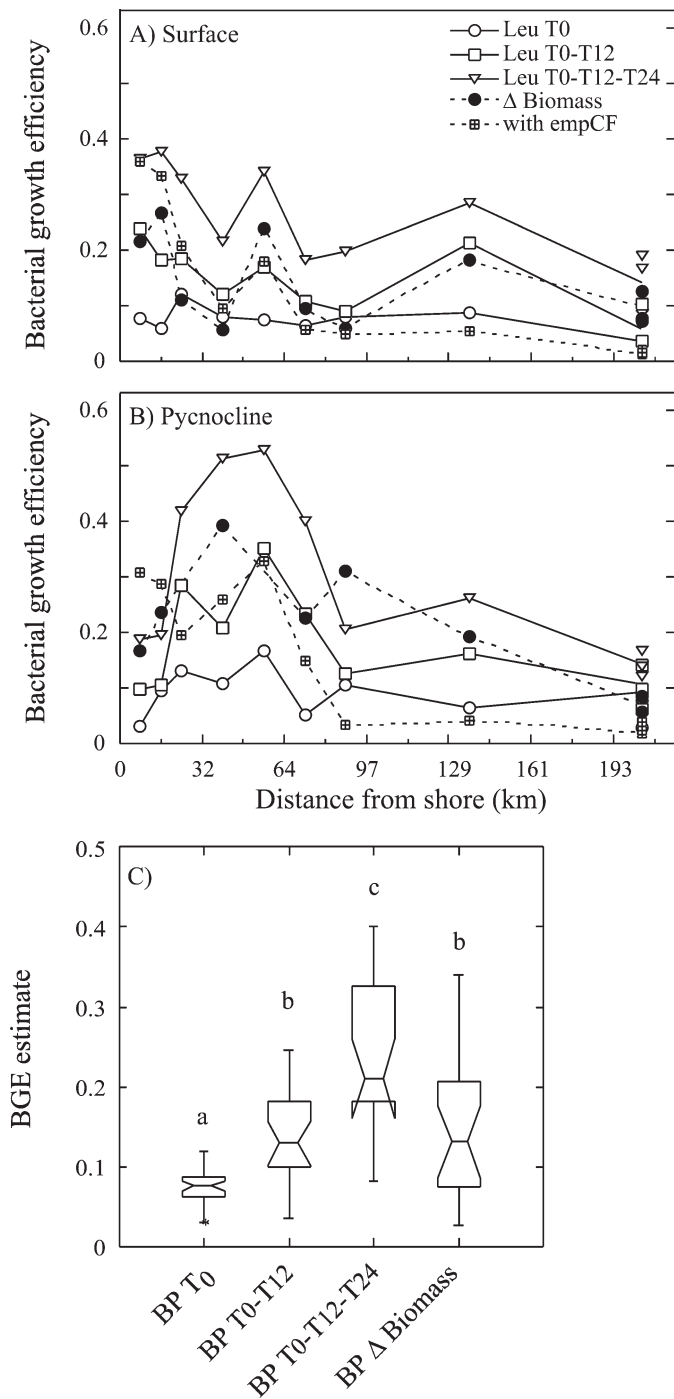 A) Surface
Leu T0
Leu T0-T12
Leu T0-T12-T24
Δ Biomass
with empCF
Bacterial growth efficiency
0.6
0.4
0.2
0
B) Pycnocline
Bacterial growth efficiency
0.6
0.4
0.2
0
0 32 64 97 129 161 193
Distance from shore (km)
C)
BGE estimate
0.5
0.4
0.3
0.2
0.1
0
a
b
c
b
*
BP T0
BP T0-T12
BP T0-T12-T24
BP Δ Biomass